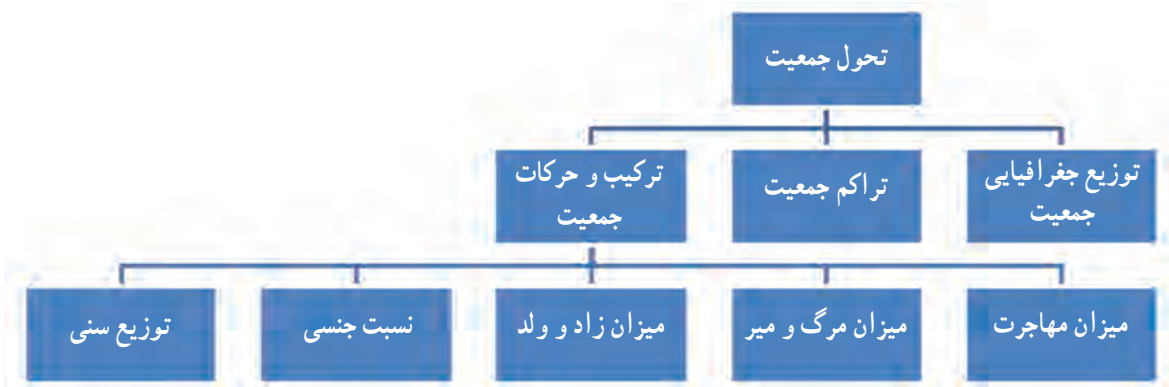 تحول جمعیت
توزیع جغرافیایی
جمعیت
تراکم جمعیت
ترکیب و حرکات
جمعیت
میزان مهاجرت
میزان مرگ و میر
میزان زاد و ولد
نسبت جنسی
توزیع سنی